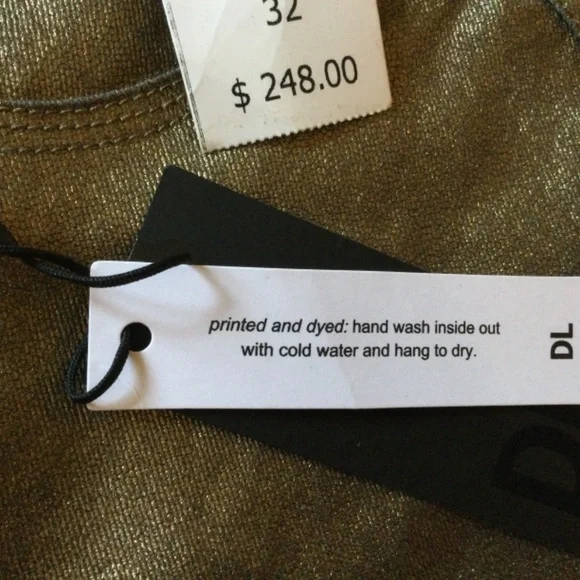 32
$ 248.00
printed and dyed: hand wash inside out
with cold water and hang to dry.
DL